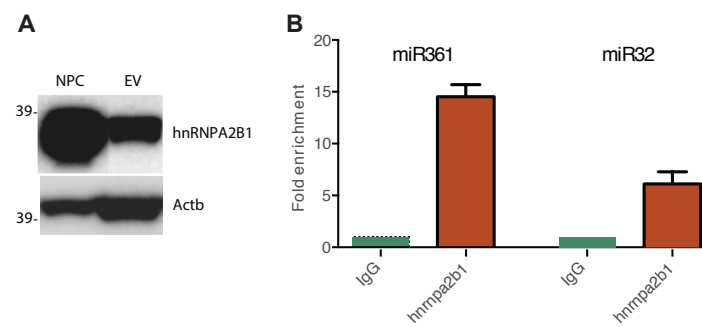 A
NPC EV
39-
hnRNPA2B1
Actb
39-
B
20
miR361 miR32
15
10
5
0
Fold enrichment
IgG
hnrnpa2b1
IgG
hnrnpa2b1